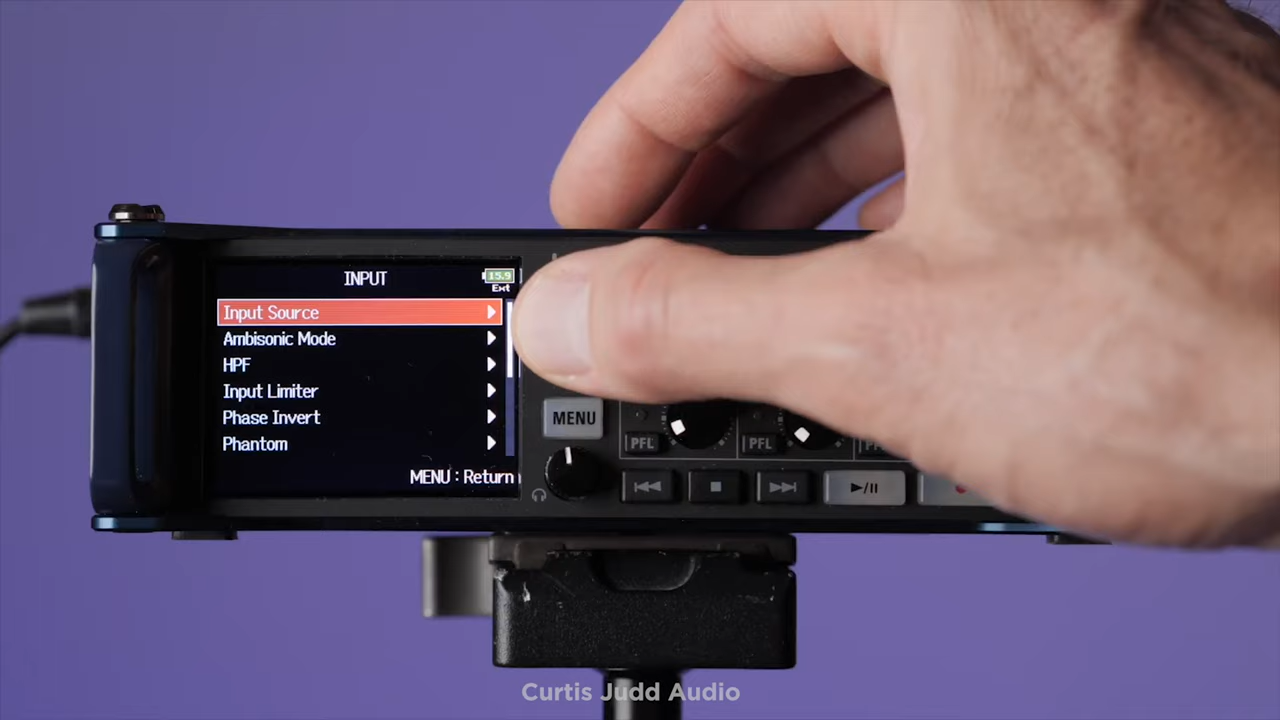 INPUT
15.9
Ext
Input Source
Ambisonic Mode
HPF
Input Limiter
Phase Invert
Phantom
MENU : Return
MENU
PFL
PFL
Curtis Judd Audio